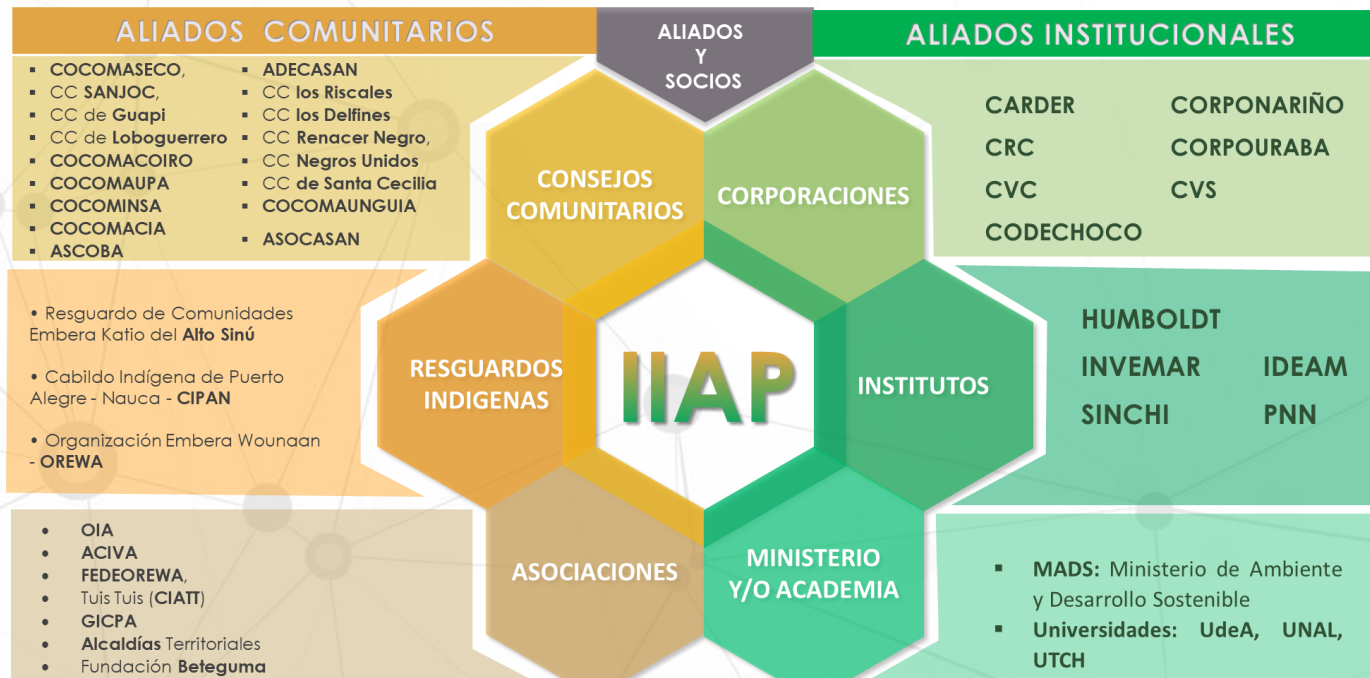 ALIADOS COMUNITARIOS
ALIADOS
Y
SOCIOS
ALIADOS INSTITUCIONALES
▪ COCOMASECO,
▪ CC SANJOC,
▪ CC de Guapi
▪ CC de Loboguerrero
▪ COCOMACOIRO
▪ COCOMAUPA
▪ COCOMINSA
▪ COCOMACIA
▪ ASCOBA
▪ ADECASAN
▪ CC los Riscales
▪ CC los Delfines
▪ CC Renacer Negro,
▪ CC Negros Unidos
▪ CC de Santa Cecilia
▪ COCOMAUNGUIA
▪ ASOCASAN
CONSEJOS
COMUNITARIOS
CORPORACIONES
CARDER
CRC
CVC
CODECHOCO
CORPONARIÑO
CORPOURABA
CVS
• Resguardo de Comunidades
Embera Katio del Alto Sinú
• Cabildo Indígena de Puerto
Alegre - Nauca - CIPAN
• Organización Embera Wounaan
- OREWA
RESGUARDOS
INDIGENAS
IIAP
INSTITUTOS
HUMBOLDT
INVEMAR IDEAM
SINCHI PNN
• OIA
• ACIVA
• FEDEOREWA,
• Tuis Tuis (CIATT)
• GICPA
• Alcaldías Territoriales
• Fundación Beteguma
ASOCIACIONES
MINISTERIO
Y/O ACADEMIA
▪ MADS: Ministerio de Ambiente
y Desarrollo Sostenible
▪ Universidades: UdeA, UNAL,
UTCH